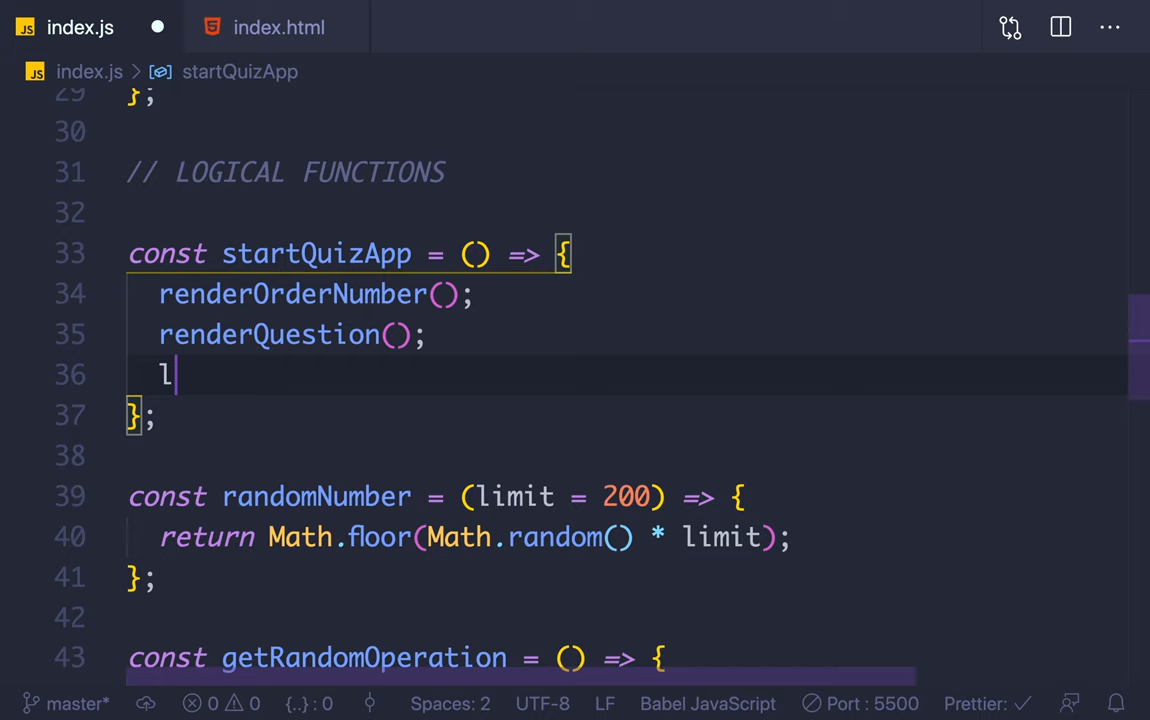 JS index.js index.html
JS index.js > startQuizApp
29 };
30
31 // LOGICAL FUNCTIONS
32
33 const startQuizApp = () => {
34 renderOrderNumber();
35 renderQuestion();
36 l
37 };
38
39 const randomNumber = (limit = 200) => {
40 return Math.floor(Math.random() * limit);
41 };
42
43 const getRandomOperation = () => {
master* 0 0 {..} : 0 Spaces: 2 UTF-8 LF Babel JavaScript Port : 5500 Prettier: ✓